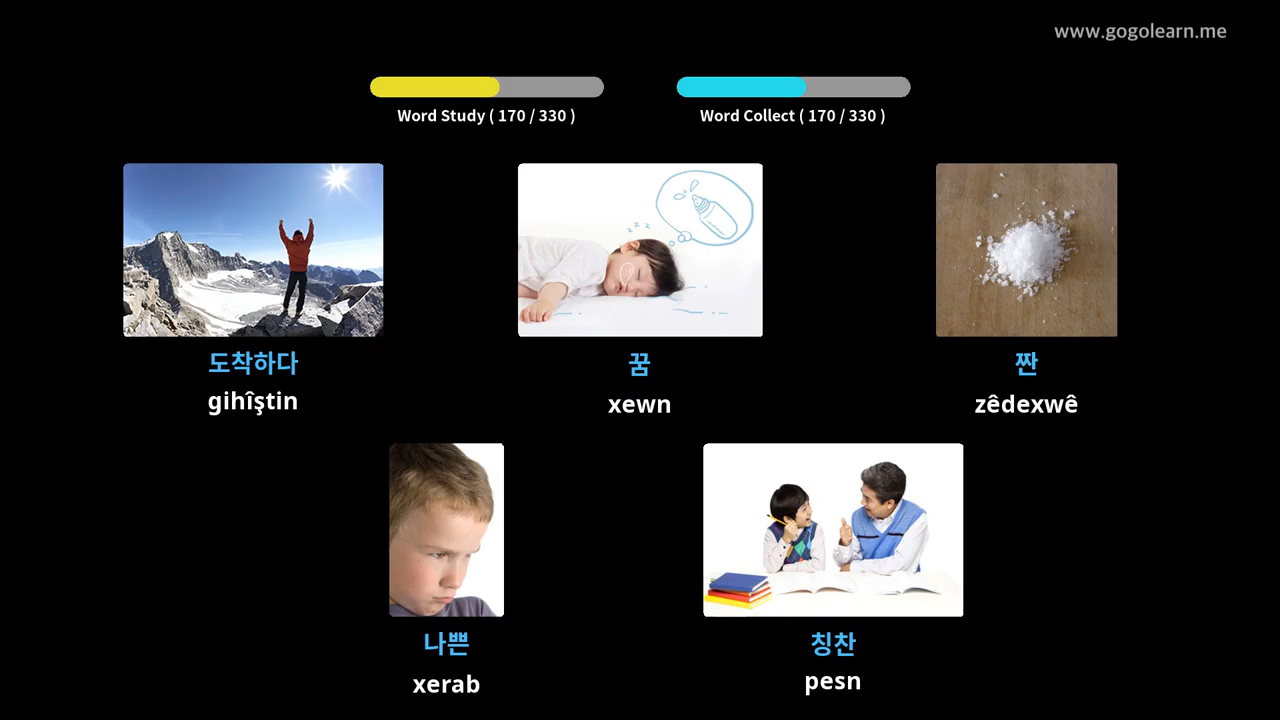 www.gogolearn.me
Word Study ( 170 / 330 )
Word Collect ( 170 / 330 )
도착하다
gihîştin
꿈
xewn
짠
zêdexwê
나쁜
xerab
칭찬
pesn